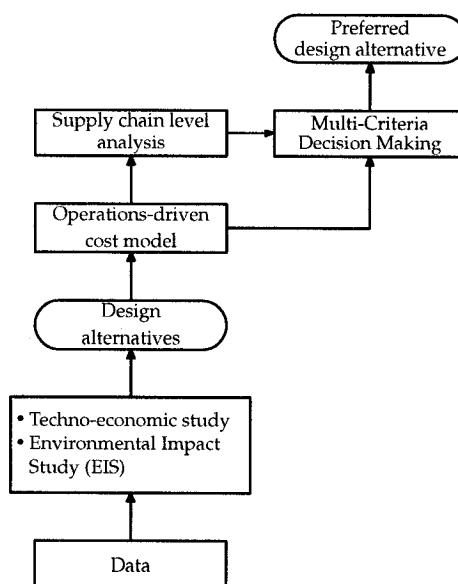 Preferred
design alternative
Supply chain level
analysis
Multi-Criteria
Decision Making
Operations-driven
cost model
Design
alternatives
• Techno-economic study
• Environmental Impact
Study (EIS)
Data